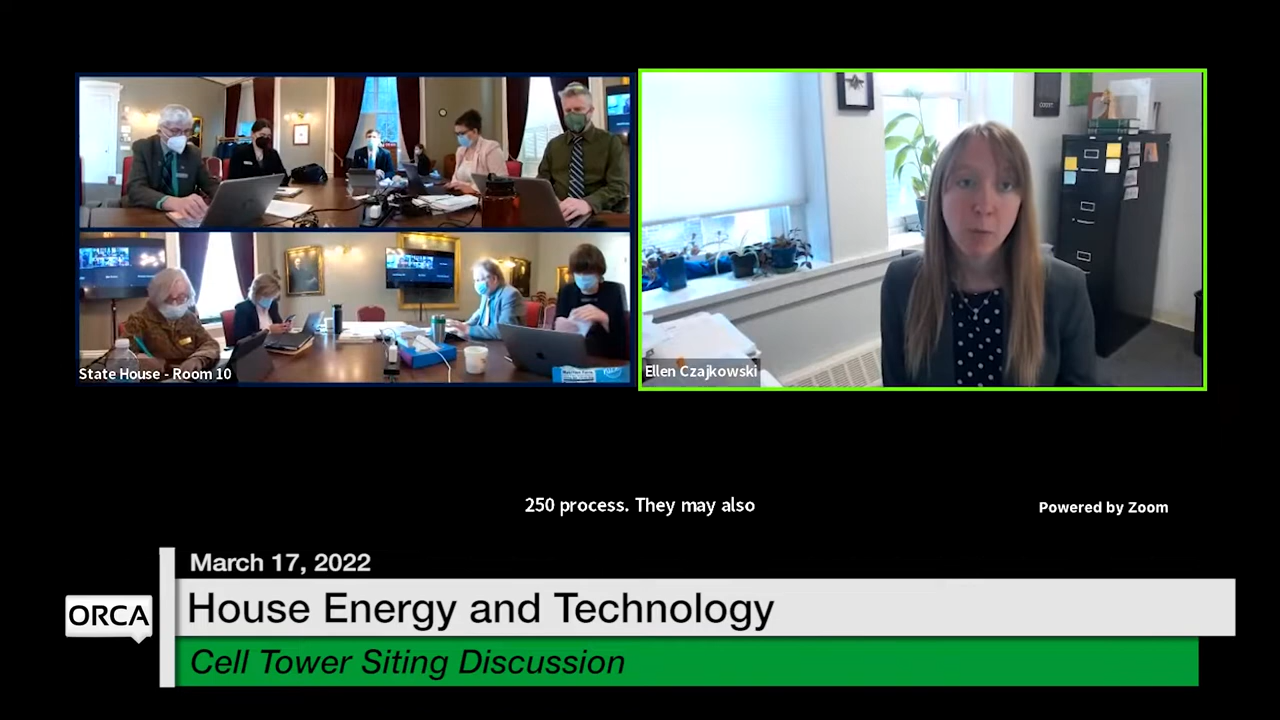 State House - Room 10
Ellen Czajkowski
250 process. They may also
Powered by Zoom
March 17, 2022
ORCA
House Energy and Technology
Cell Tower Siting Discussion